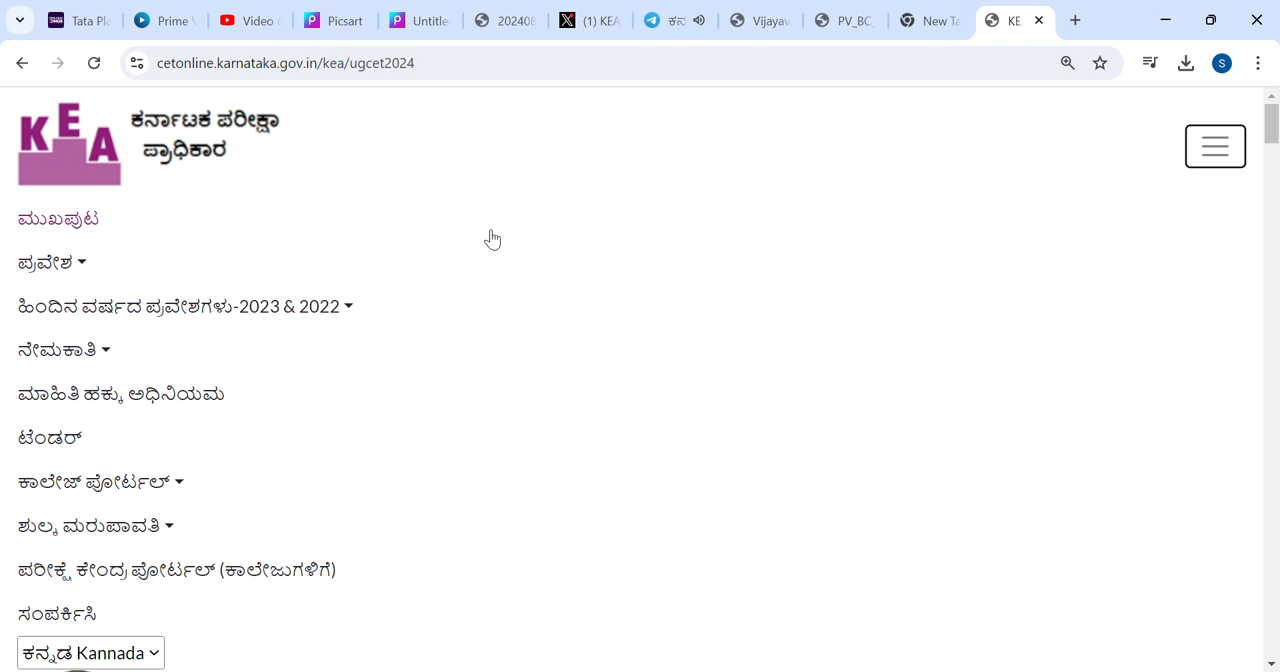 Tata Pla
Prime V
Video c
Picsart
Untitle
202408
(1) KEA
ಕನ
Vijayav
PV_BC_
New Ta
KE
cetonline.karnataka.gov.in/kea/ugcet2024
S
KEA
ಕರ್ನಾಟಕ ಪರೀಕ್ಷಾ
ಪ್ರಾಧಿಕಾರ
ಮುಖಪುಟ
ಪ್ರವೇಶ
ಹಿಂದಿನ ವರ್ಷದ ಪ್ರವೇಶಗಳು-2023 & 2022
ನೇಮಕಾತಿ
ಮಾಹಿತಿ ಹಕ್ಕು ಅಧಿನಿಯಮ
ಟೆಂಡರ್
ಕಾಲೇಜ್ ಪೋರ್ಟಲ್
ಶುಲ್ಕ ಮರುಪಾವತಿ
ಪರೀಕ್ಷೆ ಕೇಂದ್ರ ಪೋರ್ಟಲ್ (ಕಾಲೇಜುಗಳಿಗೆ)
ಸಂಪರ್ಕಿಸಿ
ಕನ್ನಡ Kannada